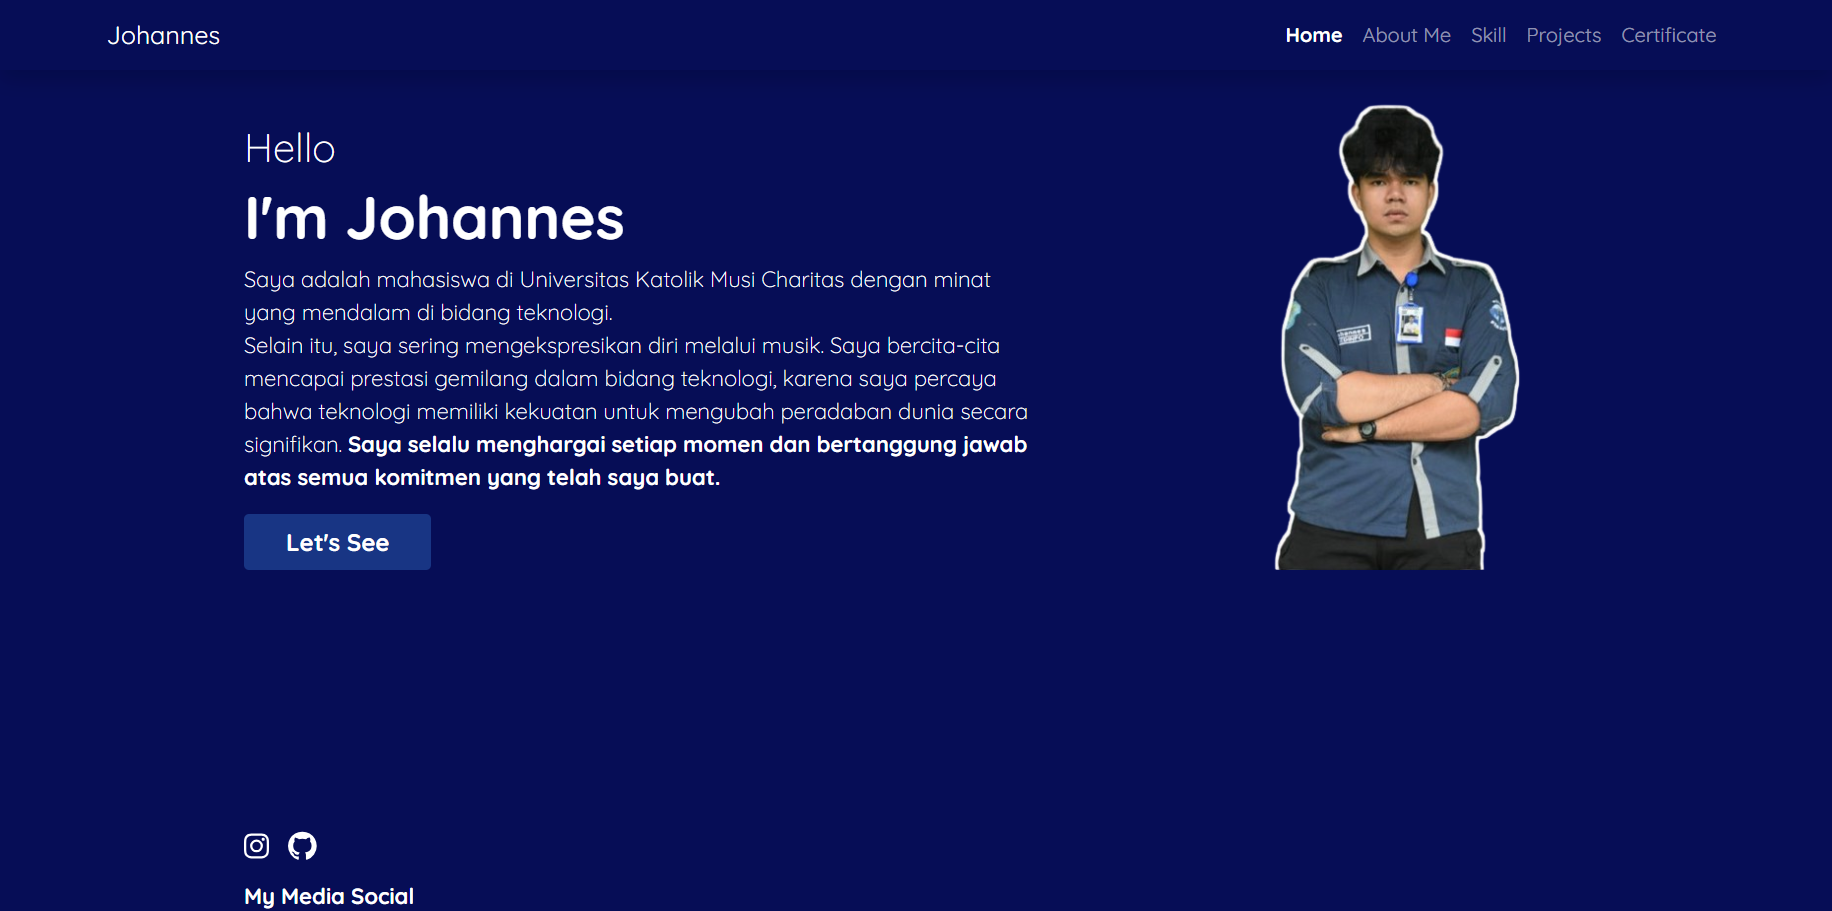 Johannes
Home About Me Skill Projects Certificate
Hello
I'm Johannes
Saya adalah mahasiswa di Universitas Katolik Musi Charitas dengan minat
yang mendalam di bidang teknologi.
Selain itu, saya sering mengekspresikan diri melalui musik. Saya bercita-cita
mencapai prestasi gemilang dalam bidang teknologi, karena saya percaya
bahwa teknologi memiliki kekuatan untuk mengubah peradaban dunia secara
signifikan. Saya selalu menghargai setiap momen dan bertanggung jawab
atas semua komitmen yang telah saya buat.
Let's See
My Media Social